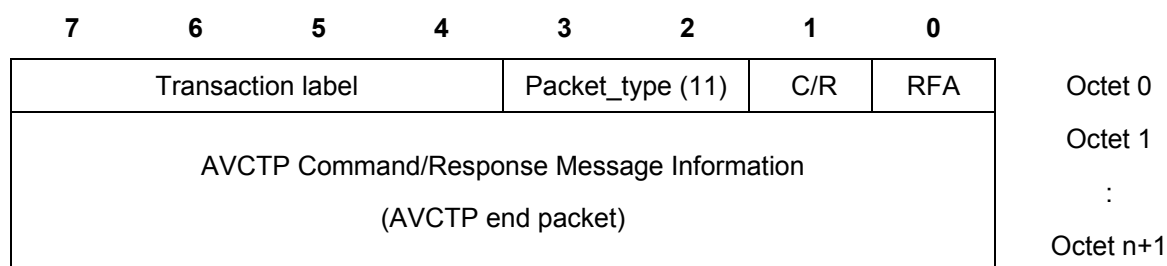 7 6 5 4 3 2 1 0
Transaction label Packet_type (11) C/R RFA Octet 0
Octet 1
AVCTP Command/Response Message Information
:
(AVCTP end packet)
Octet n+1